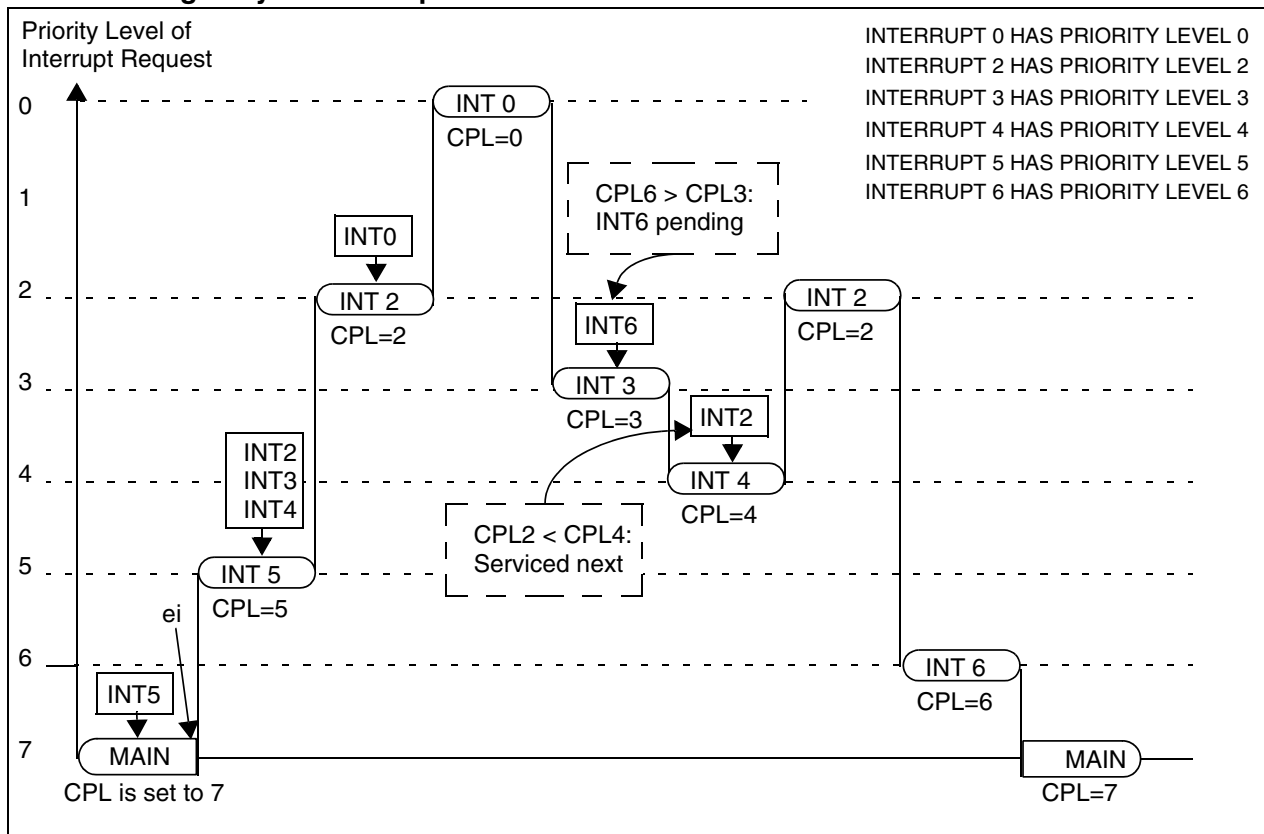 Priority Level of
Interrupt Request
INTERRUPT 0 HAS PRIORITY LEVEL 0
INTERRUPT 2 HAS PRIORITY LEVEL 2
INTERRUPT 3 HAS PRIORITY LEVEL 3
INTERRUPT 4 HAS PRIORITY LEVEL 4
INTERRUPT 5 HAS PRIORITY LEVEL 5
INTERRUPT 6 HAS PRIORITY LEVEL 6
0
INT 0
CPL=0
1
CPL6 > CPL3:
INT6 pending
INT0
2
INT 2
CPL=2
INT 2
CPL=2
INT6
3
INT 3
CPL=3
INT2
INT2
INT3
INT4
4
INT 4
CPL=4
CPL2 < CPL4:
Serviced next
5
INT 5
CPL=5
ei
6
INT 6
CPL=6
INT5
7
MAIN
CPL is set to 7
MAIN
CPL=7